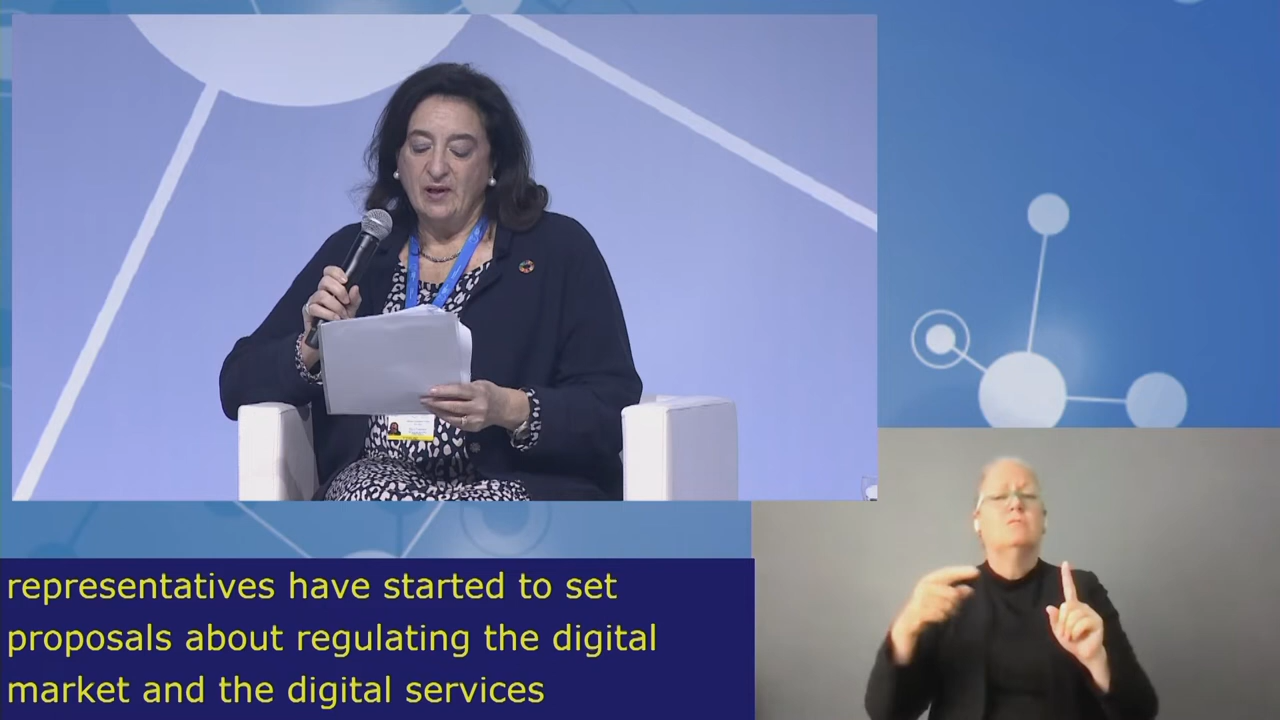 representatives have started to set
proposals about regulating the digital
market and the digital services